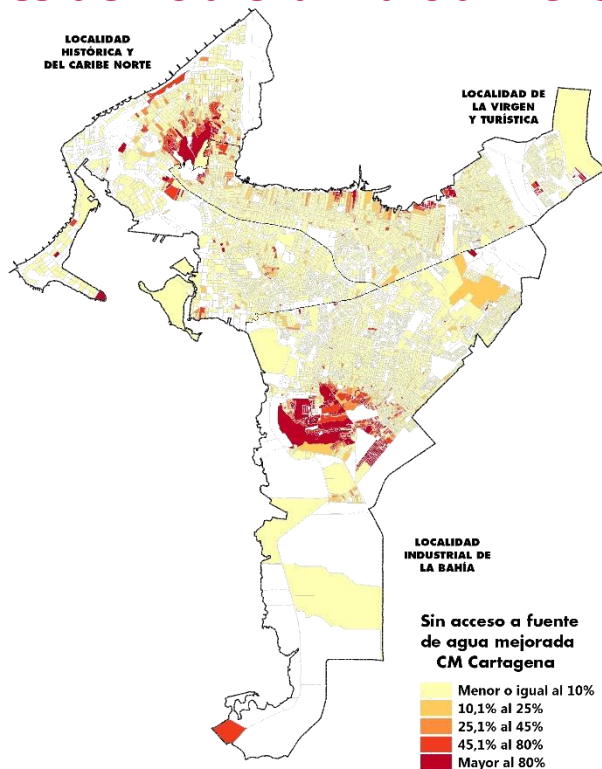 LOCALIDAD
HISTÓRICA Y
DEL CARIBE NORTE
LOCALIDAD DE
LA VIRGEN
Y TURÍSTICA
LOCALIDAD
INDUSTRIAL DE
LA BAHÍA
Sin acceso a fuente
de agua mejorada
CM Cartagena
Menor o igual al 10%
10,1% al 25%
25,1% al 45%
45,1% al 80%
Mayor al 80%